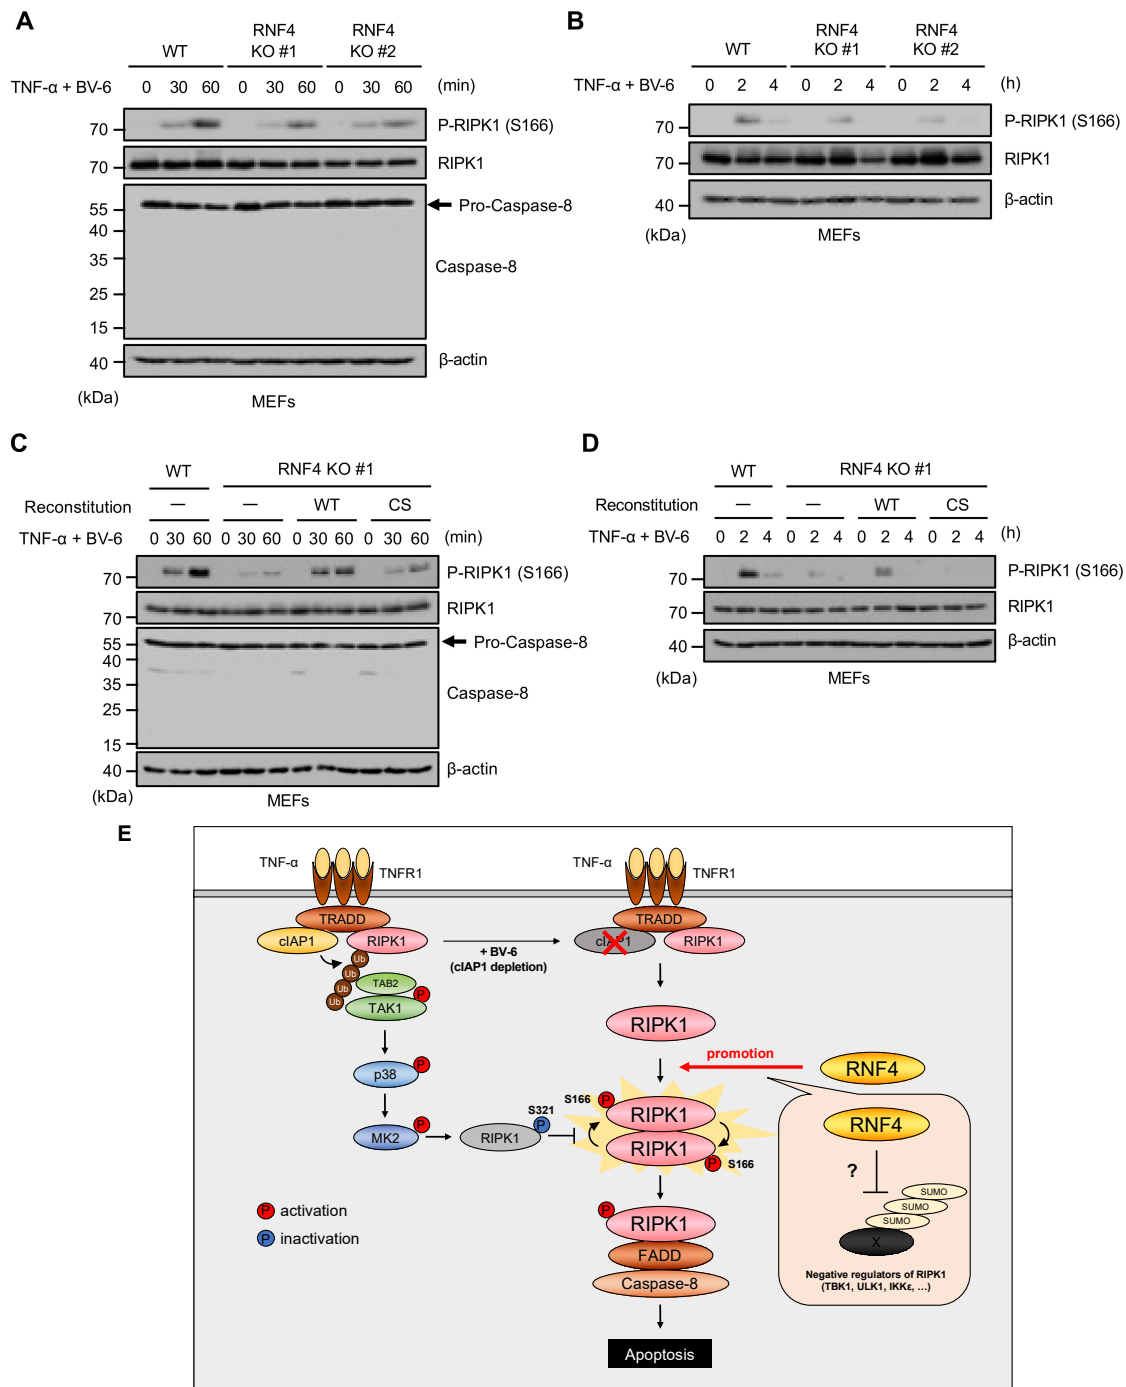 A
RNF4
RNF4
WT
KO #1
KO #2
TNF-α + BV-6
0 30 60 0 30 60 0 30 60
(min)
70
P-RIPK1 (S166)
70
RIPK1
55
Pro-Caspase-8
40
35
Caspase-8
25
15
40
β-actin
(kDa)
MEFs
B
RNF4
RNF4
WT
KO #1
KO #2
TNF-α + BV-6
0 2 4 0 2 4 0 2 4
(h)
70
P-RIPK1 (S166)
70
RIPK1
40
β-actin
(kDa)
MEFs
C
WT
RNF4 KO #1
Reconstitution
— — WT CS
TNF-α + BV-6
0 30 60 0 30 60 0 30 60 0 30 60
(min)
70
P-RIPK1 (S166)
70
RIPK1
55
Pro-Caspase-8
40
35
Caspase-8
25
15
40
β-actin
(kDa)
MEFs
D
WT
RNF4 KO #1
Reconstitution
— — WT CS
TNF-α + BV-6
0 2 4 0 2 4 0 2 4 0 2 4
(h)
70
P-RIPK1 (S166)
70
RIPK1
40
β-actin
(kDa)
MEFs
E
TNF-α
TNFR1
TNF-α
TNFR1
TRADD
TRADD
cIAP1
RIPK1
+ BV-6
(cIAP1 depletion)
cIAP1
RIPK1
Ub
Ub
Ub
Ub
TAB2
TAK1
P
RIPK1
promotion
RNF4
p38
P
S166
P
RIPK1
RIPK1
P
S166
MK2
P
RIPK1
S321
P
RNF4
?
SUMO
SUMO
SUMO
X
Negative regulators of RIPK1
(TBK1, ULK1, IKKε, ...)
P activation
P inactivation
P
RIPK1
FADD
Caspase-8
Apoptosis